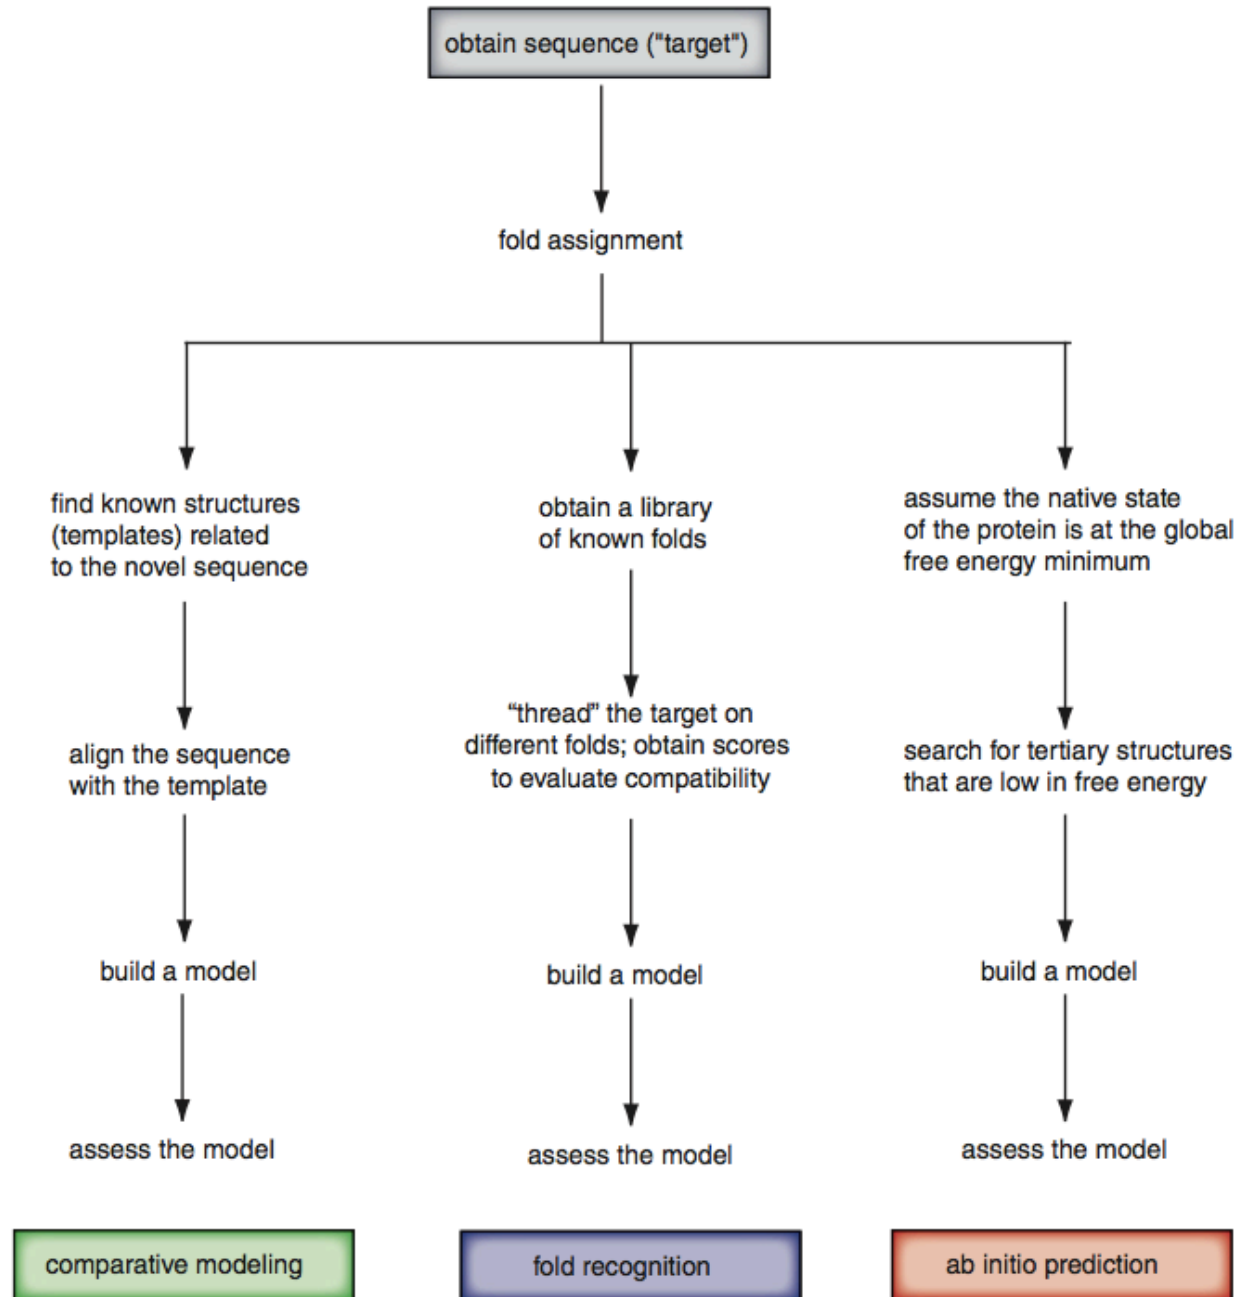 obtain sequence ("target")
fold assignment
find known structures
(templates) related
to the novel sequence
align the sequence
with the template
build a model
assess the model
comparative modeling
obtain a library
of known folds
“thread” the target on
different folds; obtain scores
to evaluate compatibility
build a model
assess the model
fold recognition
assume the native state
of the protein is at the global
free energy minimum
search for tertiary structures
that are low in free energy
build a model
assess the model
ab initio prediction